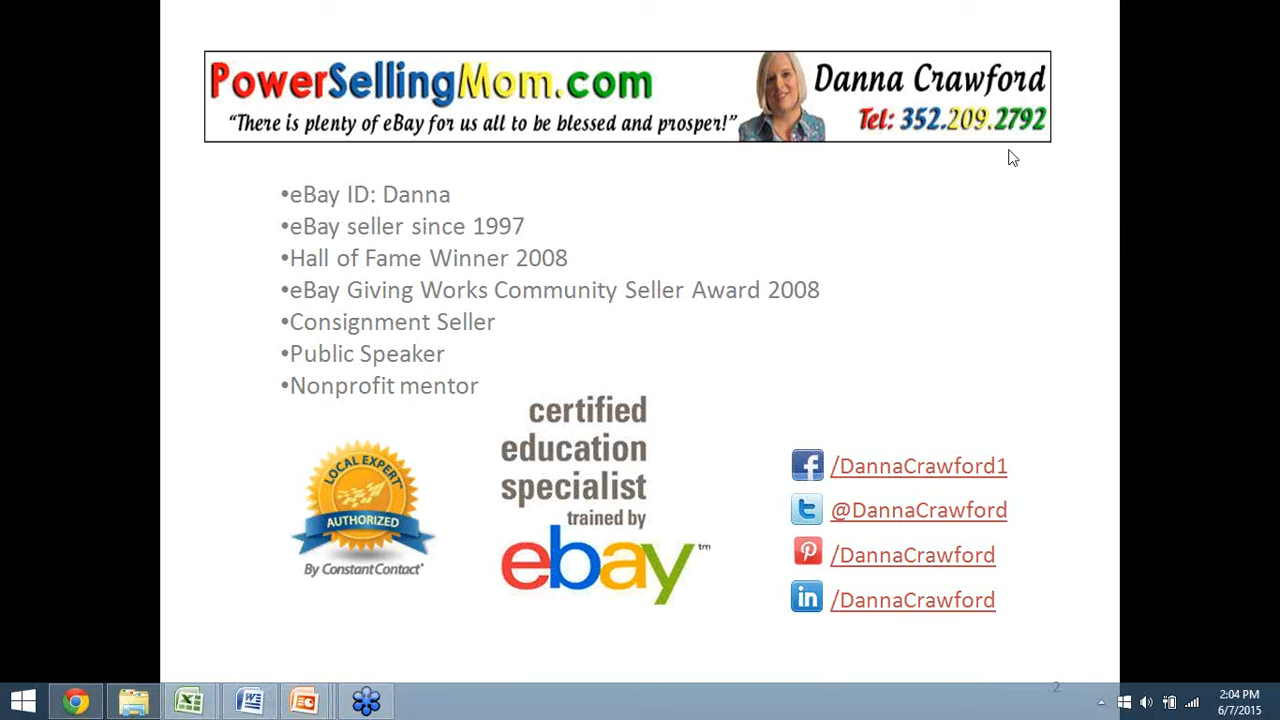 PowerSellingMom.com
"There is plenty of eBay for us all to be blessed and prosper!"
Danna Crawford
Tel: 352.209.2792
•eBay ID: Danna
•eBay seller since 1997
•Hall of Fame Winner 2008
•eBay Giving Works Community Seller Award 2008
•Consignment Seller
•Public Speaker
•Nonprofit mentor
LOCAL EXPERT
AUTHORIZED
By Constant Contact®
certified
education
specialist
trained by
ebay™
f /DannaCrawford1
t @DannaCrawford
p /DannaCrawford
in /DannaCrawford
2
2:04 PM
6/7/2015